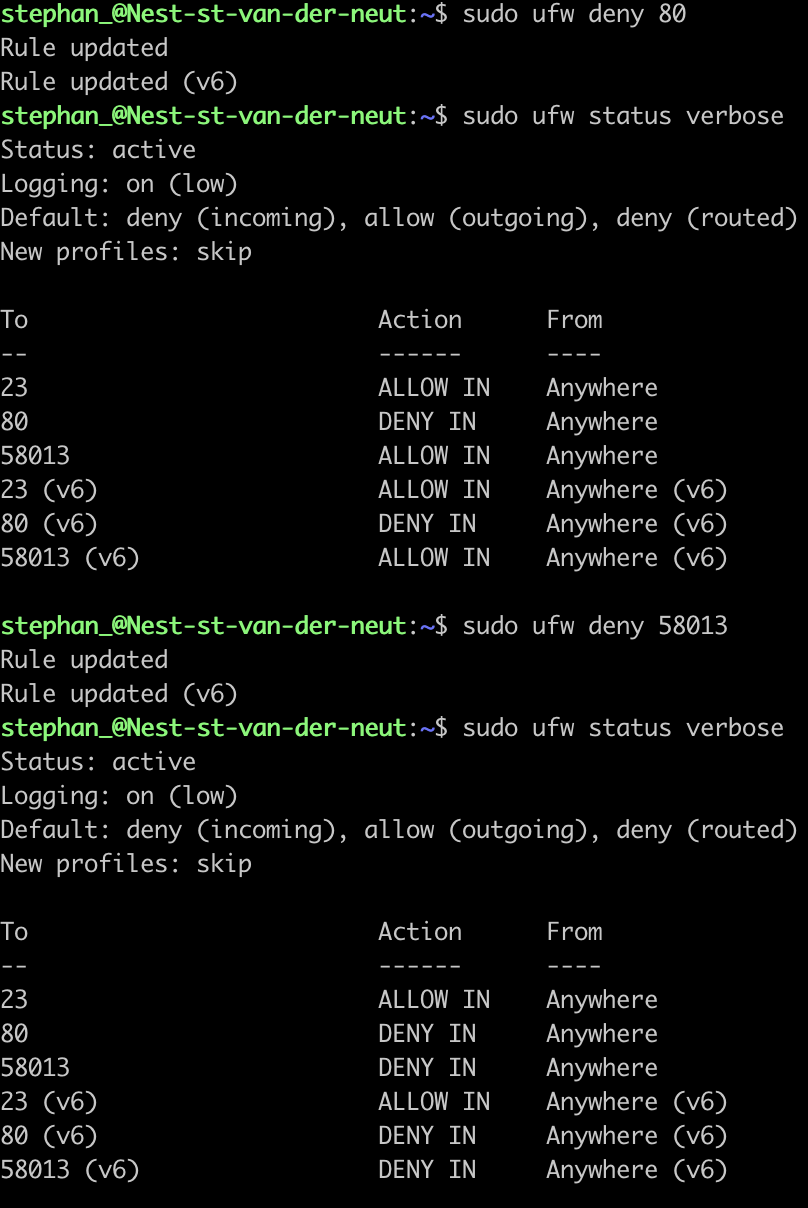 stephan_@Nest-st-van-der-neut:~$ sudo ufw deny 80
Rule updated
Rule updated (v6)
stephan_@Nest-st-van-der-neut:~$ sudo ufw status verbose
Status: active
Logging: on (low)
Default: deny (incoming), allow (outgoing), deny (routed)
New profiles: skip

To                         Action      From
--                         ------      ----
23                         ALLOW IN    Anywhere
80                         DENY IN     Anywhere
58013                      ALLOW IN    Anywhere
23 (v6)                    ALLOW IN    Anywhere (v6)
80 (v6)                    DENY IN     Anywhere (v6)
58013 (v6)                 ALLOW IN    Anywhere (v6)

stephan_@Nest-st-van-der-neut:~$ sudo ufw deny 58013
Rule updated
Rule updated (v6)
stephan_@Nest-st-van-der-neut:~$ sudo ufw status verbose
Status: active
Logging: on (low)
Default: deny (incoming), allow (outgoing), deny (routed)
New profiles: skip

To                         Action      From
--                         ------      ----
23                         ALLOW IN    Anywhere
80                         DENY IN     Anywhere
58013                      DENY IN     Anywhere
23 (v6)                    ALLOW IN    Anywhere (v6)
80 (v6)                    DENY IN     Anywhere (v6)
58013 (v6)                 DENY IN     Anywhere (v6)